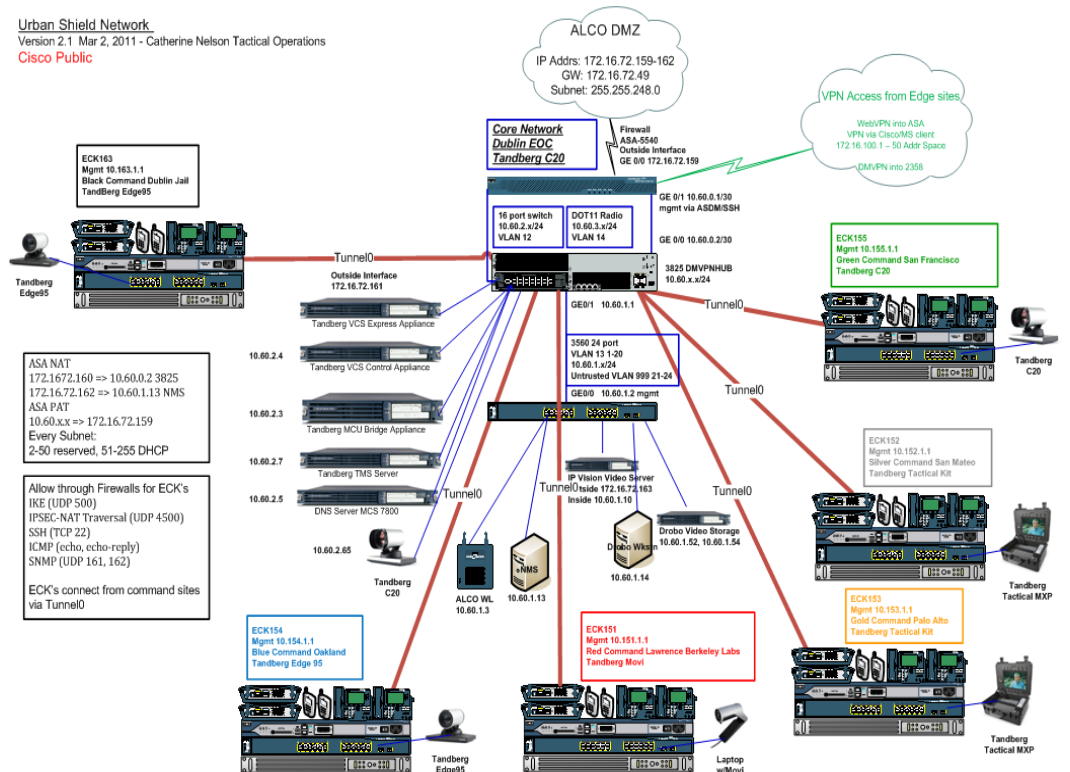 Urban Shield Network
Version 2.1 Mar 2, 2011 - Catherine Nelson Tactical Operations
Cisco Public
ALCO DMZ
IP Addrs: 172.16.72.159-162
GW: 172.16.72.49
Subnet: 255.255.248.0
VPN Access from Edge sites
WebVPN into ASA
VPN via Cisco/MS client
172.16.100.1 – 50 Addr Space
DMVPN into 2358
Core Network
Dublin EOC
Tandberg C20
Firewall
ASA-5540
Outside Interface
GE 0/0 172.16.72.159
ECK163
Mgmt 10.163.1.1
Black Command Dublin Jail
TandBerg Edge95
Tandberg
Edge95
GE 0/1 10.60.0.1/30
mgmt via ASDM/SSH
16 port switch
10.60.2.x/24
VLAN 12
DOT11 Radio
10.60.3.x/24
VLAN 14
GE 0/0 10.60.0.2/30
3825 DMVPNHUB
10.60.x.x/24
Tunnel0
Outside Interface
172.16.72.161
Tandberg VCS Express Appliance
GE0/1 10.60.1.1
Tunnel0
ECK155
Mgmt 10.155.1.1
Green Command San Francisco
Tandberg C20
Tandberg
C20
10.60.2.4
Tandberg VCS Control Appliance
3560 24 port
VLAN 13 1-20
10.60.1.x/24
Untrusted VLAN 999 21-24
GE0/0 10.60.1.2 mgmt
Tunnel0
ASA NAT
172.1672.160 => 10.60.0.2 3825
172.16.72.162 => 10.60.1.13 NMS
ASA PAT
10.60.x.x => 172.16.72.159
Every Subnet:
2-50 reserved, 51-255 DHCP
10.60.2.3
Tandberg MCU Bridge Appliance
10.60.2.7
Tandberg TMS Server
10.60.2.5
DNS Server MCS 7800
Tunnel0
Tunnel0
Tunnel0
IP Vision Video Server
Outside 172.16.72.163
Inside 10.60.1.10
Drobo Video Storage
10.60.1.52, 10.60.1.54
Drobo Wkstn
10.60.1.14
ECK152
Mgmt 10.152.1.1
Silver Command San Mateo
Tandberg Tactical Kit
Tandberg
Tactical MXP
Allow through Firewalls for ECK's
IKE (UDP 500)
IPSEC-NAT Traversal (UDP 4500)
SSH (TCP 22)
ICMP (echo, echo-reply)
SNMP (UDP 161, 162)
ECK's connect from command sites
via Tunnel0
10.60.2.65
Tandberg
C20
ALCO WL
10.60.1.3
NMS
10.60.1.13
ECK154
Mgmt 10.154.1.1
Blue Command Oakland
Tandberg Edge 95
Tandberg
Edge95
ECK151
Mgmt 10.151.1.1
Red Command Lawrence Berkeley Labs
Tandberg Movi
Laptop
w/Movi
ECK153
Mgmt 10.153.1.1
Gold Command Palo Alto
Tandberg Tactical Kit
Tandberg
Tactical MXP